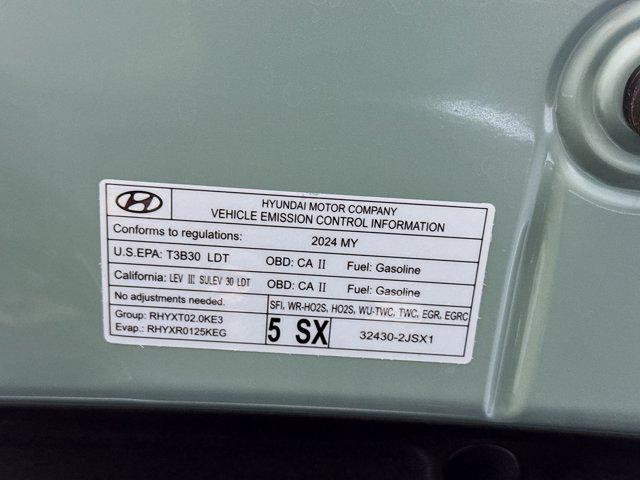 HYUNDAI MOTOR COMPANY
VEHICLE EMISSION CONTROL INFORMATION
Conforms to regulations: 2024 MY
U.S.EPA: T3B30 LDT OBD: CA II Fuel: Gasoline
California: LEV III SULEV 30 LDT OBD: CA II Fuel: Gasoline
No adjustments needed. SFI, WR-HO2S, HO2S, WU-TWC, TWC, EGR, EGRC
Group: RHYXT02.0KE3
Evap.: RHYXR0125KEG
5 SX 32430-2JSX1